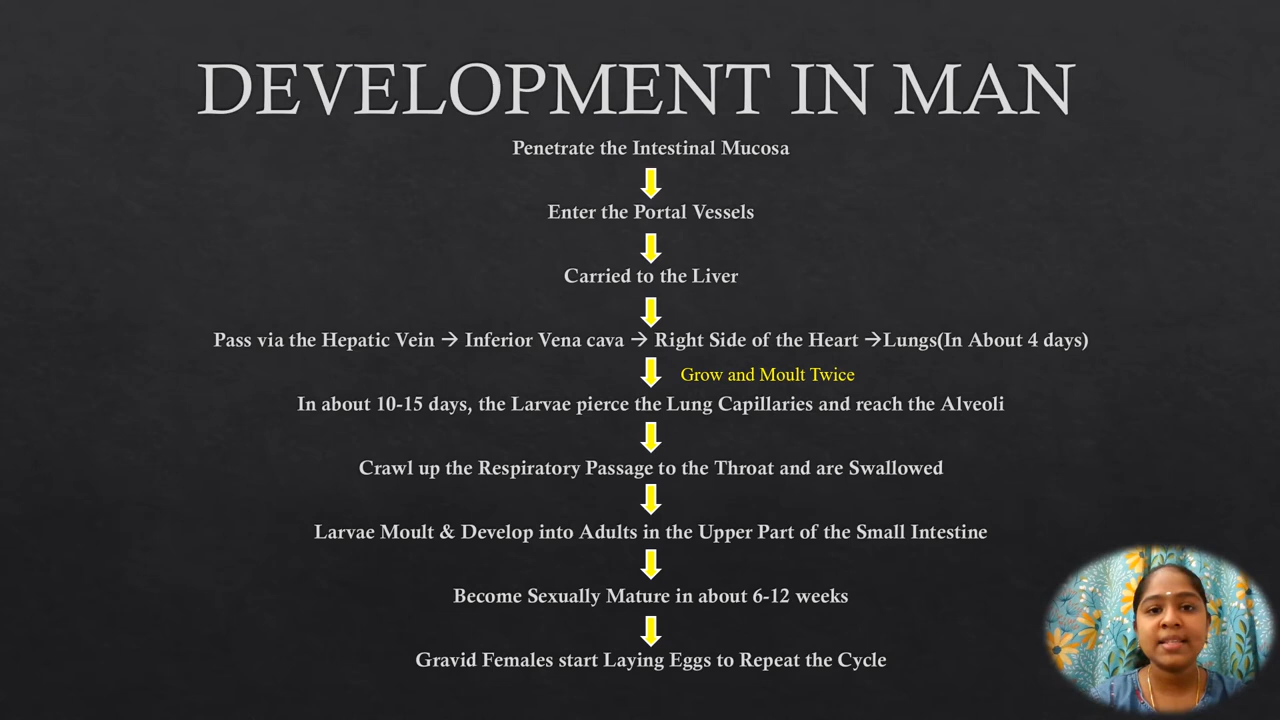 DEVELOPMENT IN MAN
Penetrate the Intestinal Mucosa
Enter the Portal Vessels
Carried to the Liver
Pass via the Hepatic Vein → Inferior Vena cava → Right Side of the Heart →Lungs(In About 4 days)
Grow and Moult Twice
In about 10-15 days, the Larvae pierce the Lung Capillaries and reach the Alveoli
Crawl up the Respiratory Passage to the Throat and are Swallowed
Larvae Moult & Develop into Adults in the Upper Part of the Small Intestine
Become Sexually Mature in about 6-12 weeks
Gravid Females start Laying Eggs to Repeat the Cycle